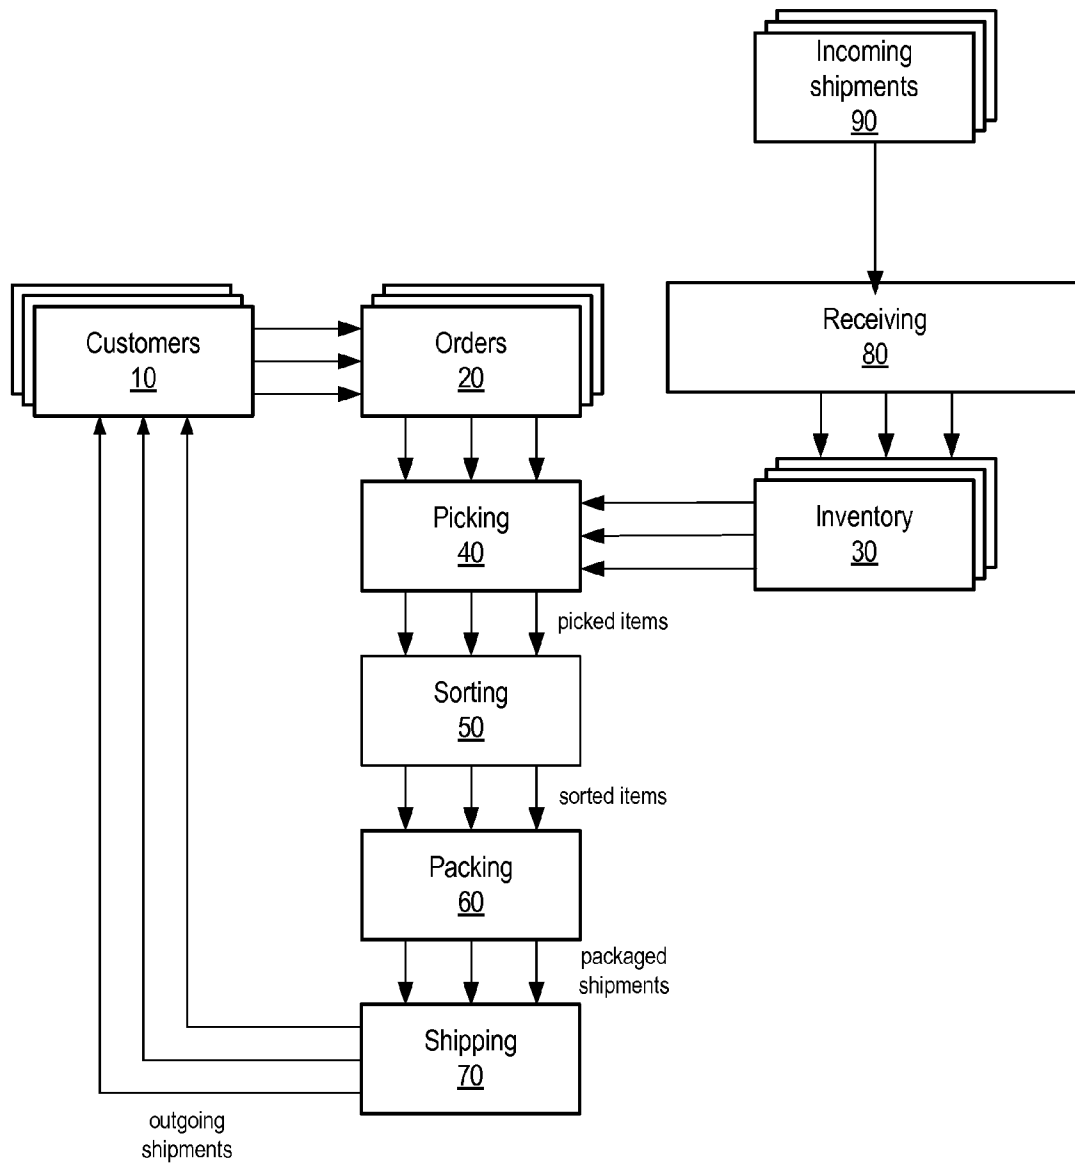 Incoming
shipments
90
Customers
10
Orders
20
Receiving
80
Picking
40
Inventory
30
picked items
Sorting
50
sorted items
Packing
60
packaged
shipments
Shipping
70
outgoing
shipments